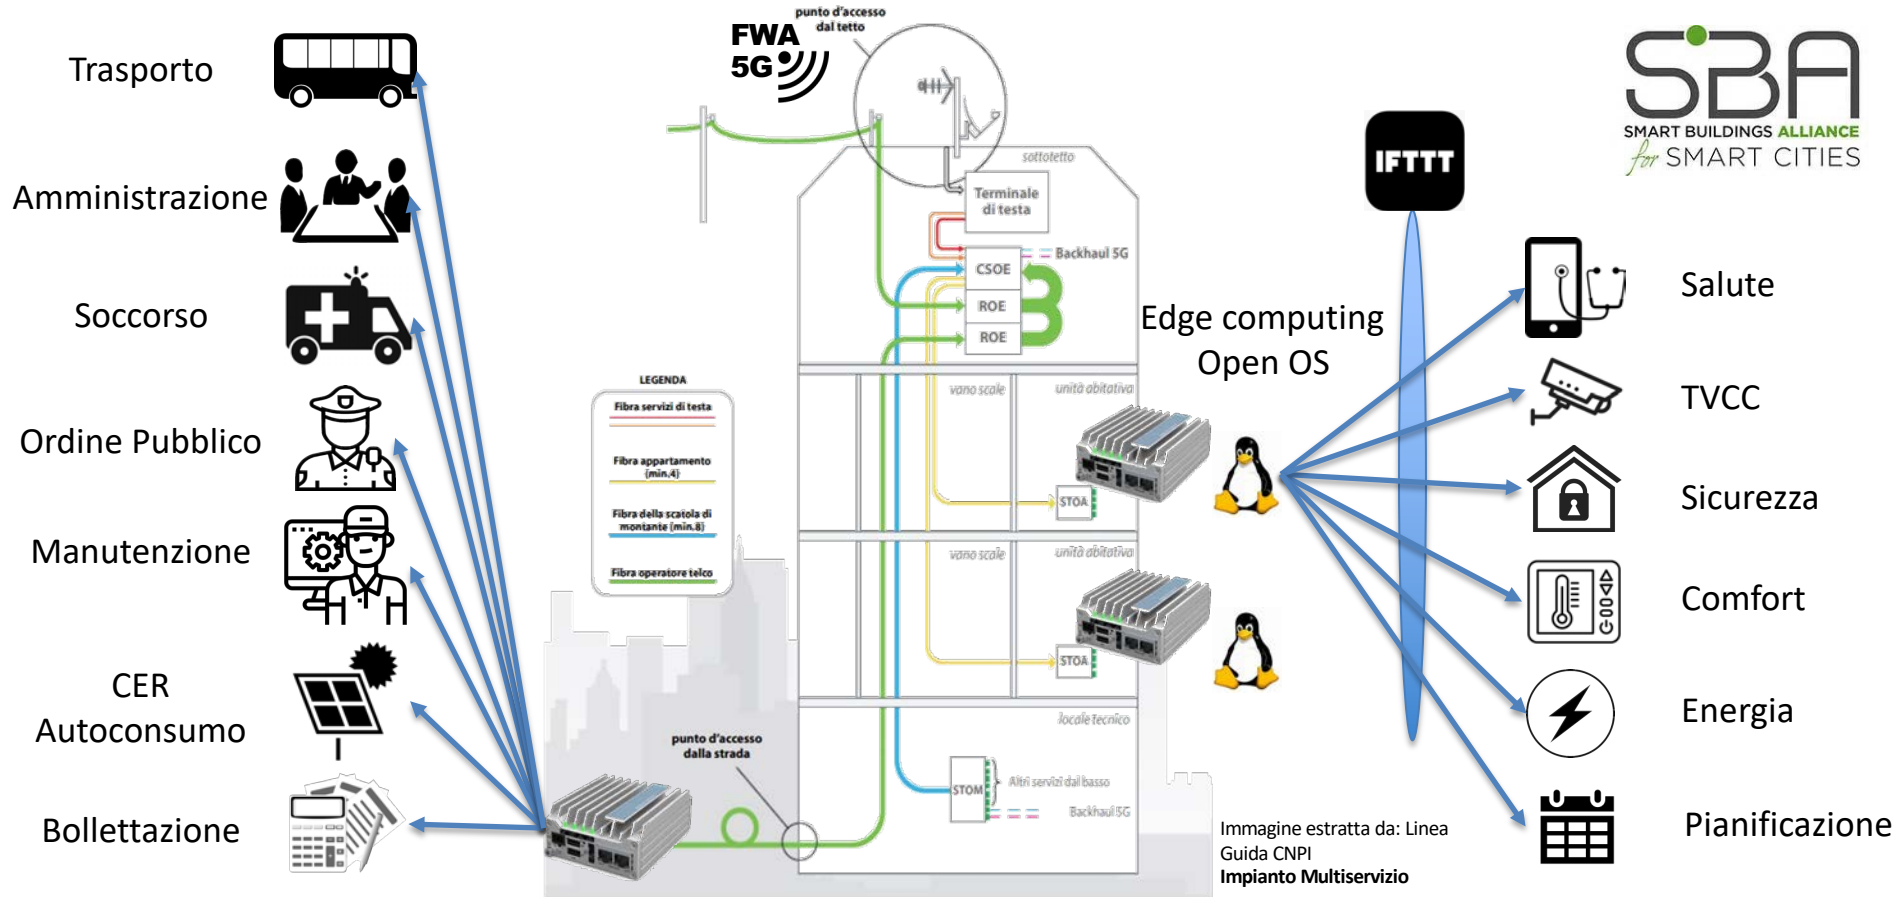 Trasporto
Amministrazione
Soccorso
Ordine Pubblico
Manutenzione
CER
Autoconsumo
Bollettazione
FWA
5G
punto d'accesso
dal tetto
sottotetto
Terminale
di testa
Backhaul 5G
CSOE
ROE
ROE
vano scale
unità abitativa
STOA
vano scale
unità abitativa
STOA
locale tecnico
STOM
Altri servizi dal basso
Backhaul 5G
LEGENDA
Fibra servizi di testa
Fibra appartamento
(min.4)
Fibra della scatola di
montante (min.8)
Fibra operatore telco
punto d'accesso
dalla strada
Edge computing
Open OS
IFTTT
SBA
SMART BUILDINGS ALLIANCE
for SMART CITIES
Salute
TVCC
Sicurezza
Comfort
Energia
Pianificazione
Immagine estratta da: Linea
Guida CNPI
Impianto Multiservizio